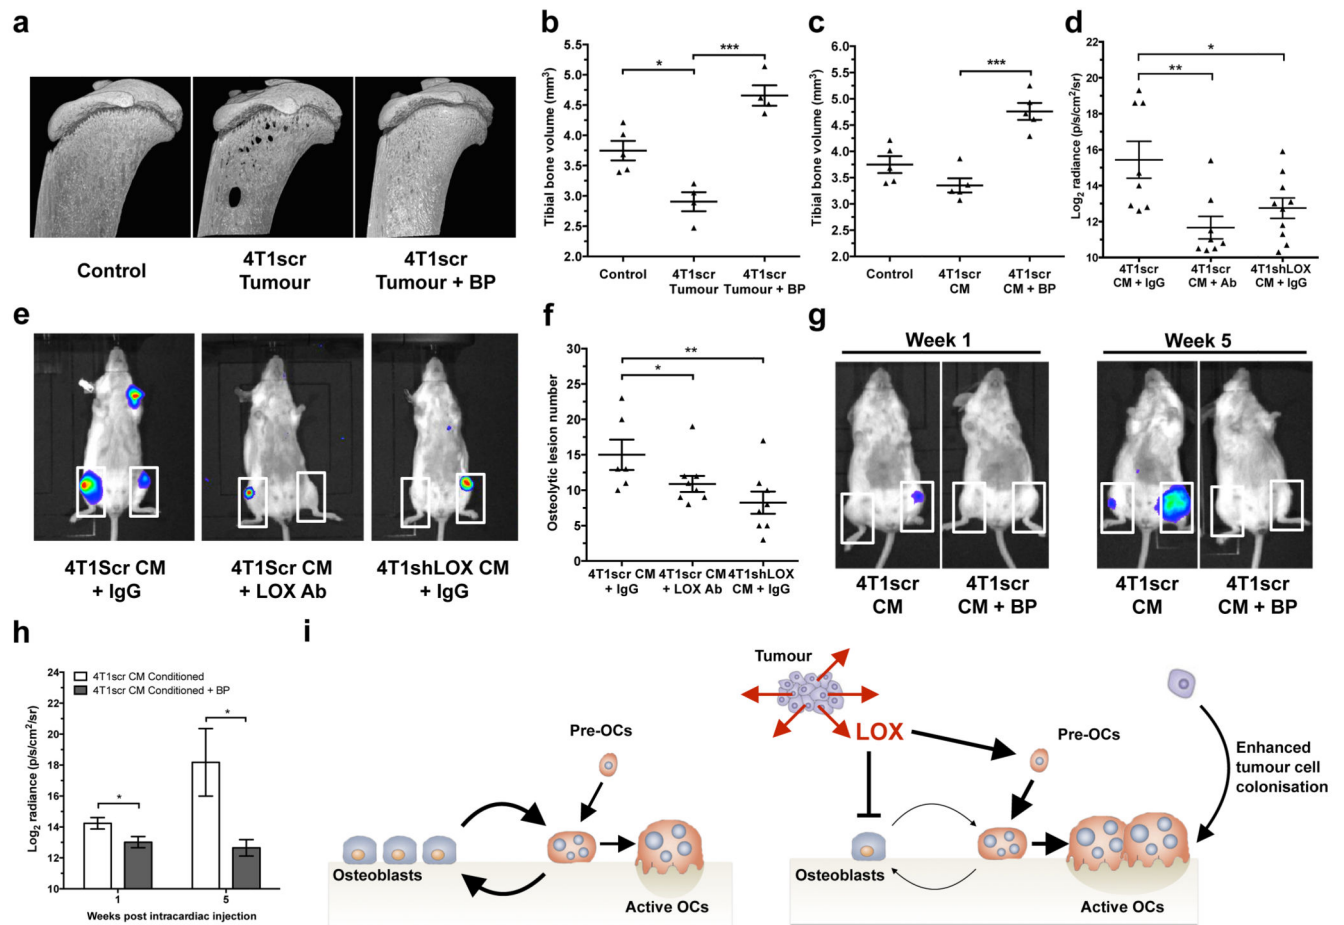 a
Control
4T1scr
Tumour
4T1scr
Tumour + BP
b
Tibial bone volume (mm3)
5.5
5.0
4.5
4.0
3.5
3.0
2.5
2.0
*
***
Control
4T1scr
Tumour
4T1scr
Tumour + BP
c
Tibial bone volume (mm3)
6.0
5.5
5.0
4.5
4.0
3.5
3.0
2.5
2.0
***
Control
4T1scr
CM
4T1scr
CM + BP
d
Log2 radiance (p/s/cm2/sr)
22
20
18
16
14
12
10
*
**
4T1scr
CM + IgG
4T1scr
CM + Ab
4T1shLOX
CM + IgG
e
4T1Scr CM
+ IgG
4T1Scr CM
+ LOX Ab
4T1shLOX CM
+ IgG
f
Osteolytic lesion number
30
25
20
15
10
5
0
**
*
4T1scr CM
+ IgG
4T1scr CM
+ LOX Ab
4T1shLOX
CM + IgG
g
Week 1
Week 5
4T1scr
CM
4T1scr
CM + BP
4T1scr
CM
4T1scr
CM + BP
h
Log2 radiance (p/s/cm2/sr)
24
22
20
18
16
14
12
10
4T1scr CM Conditioned
4T1scr CM Conditioned + BP
*
*
1
5
Weeks post intracardiac injection
i
Pre-OCs
Osteoblasts
Active OCs
Tumour
LOX
Pre-OCs
Enhanced
tumour cell
colonisation
Osteoblasts
Active OCs